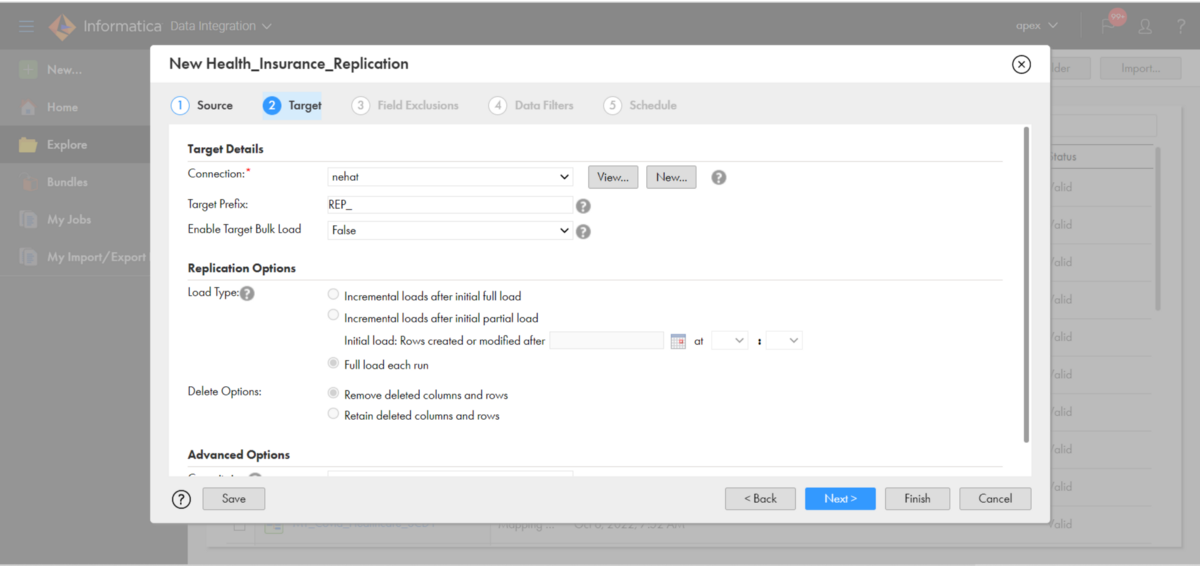 Informatica Data Integration
apex
99+
?
New...
Home
Explore
Bundles
My Jobs
My Import/Export
lder
Import...
New Health_Insurance_Replication
1 Source 2 Target 3 Field Exclusions 4 Data Filters 5 Schedule
Target Details
Connection:* nehat View... New... ?
Target Prefix: REP_ ?
Enable Target Bulk Load False ?
Replication Options
Load Type: ? Incremental loads after initial full load
Incremental loads after initial partial load
Initial load: Rows created or modified after at :
Full load each run
Delete Options: Remove deleted columns and rows
Retain deleted columns and rows
Advanced Options
? Save < Back Next > Finish Cancel
Status
Valid
Valid
Valid
Valid
Valid
Valid
Valid
Valid
Valid
Valid